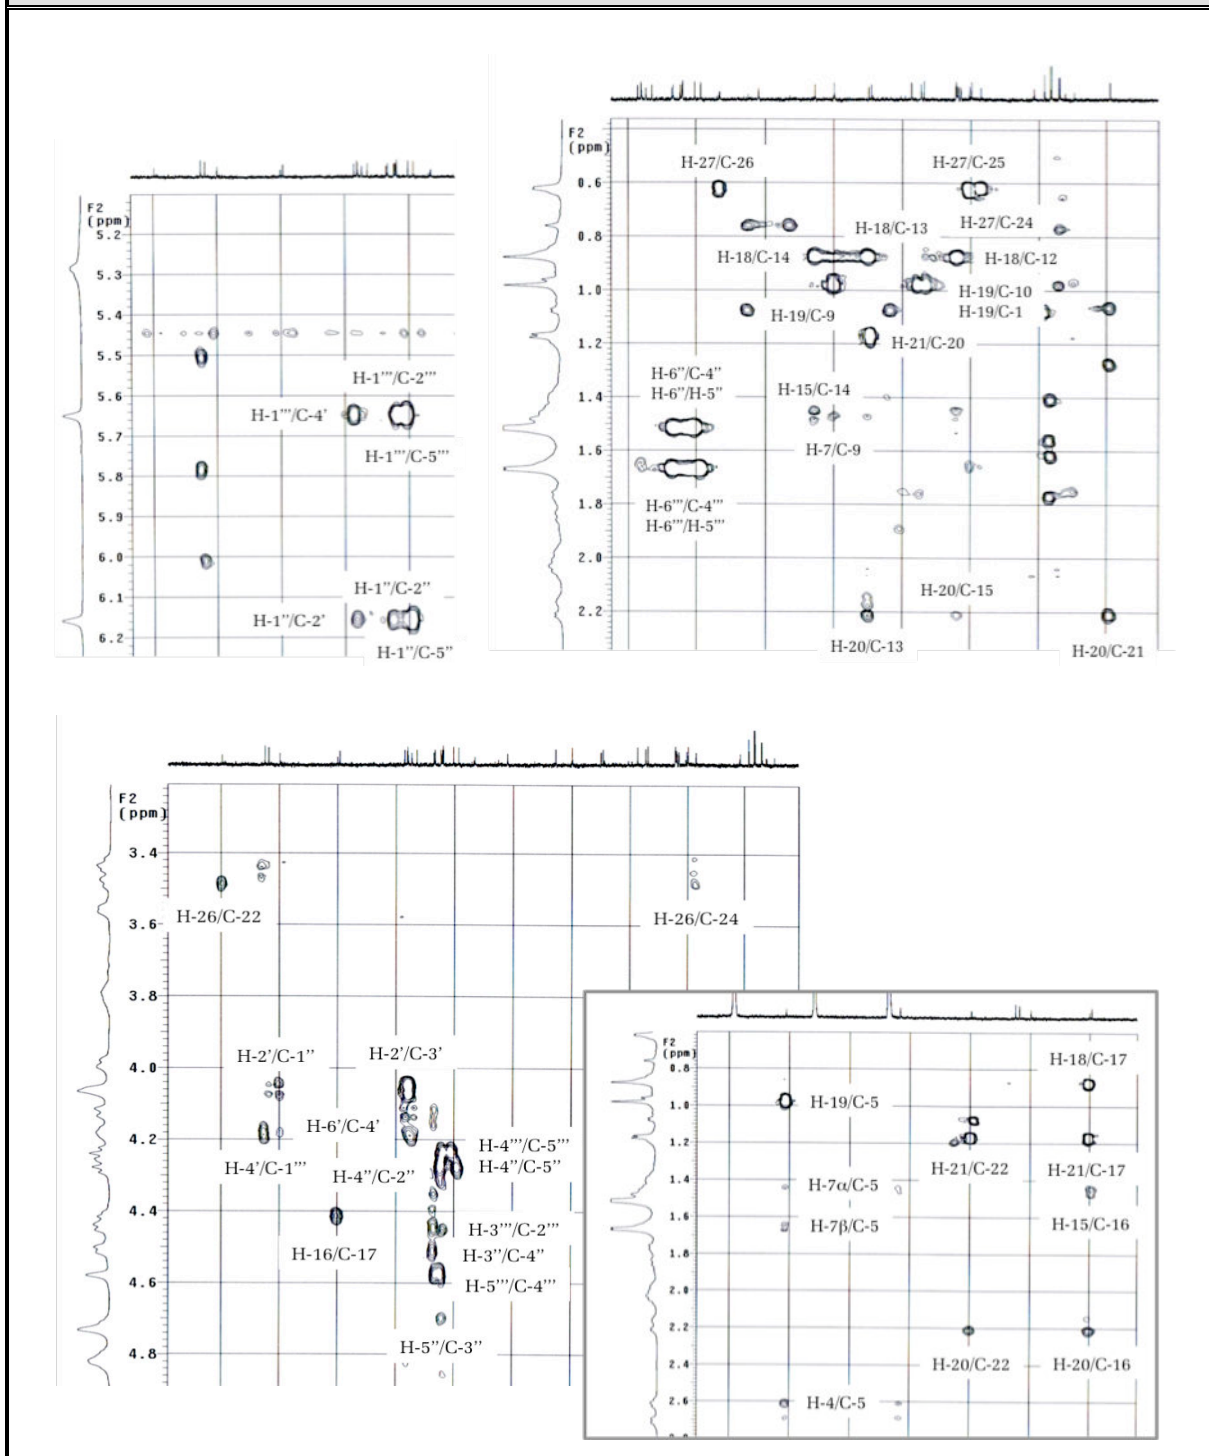 F2
(ppm)
5.2
5.3
5.4
5.5
H-1'''/C-2'''
5.6
H-1'''/C-4'
5.7
H-1'''/C-5'''
5.8
5.9
6.0
6.1
H-1''/C-2''
H-1''/C-2'
6.2
H-1''/C-5''
F2
(ppm)
H-27/C-26
H-27/C-25
0.6
H-27/C-24
0.8
H-18/C-13
H-18/C-14
H-18/C-12
1.0
H-19/C-10
H-19/C-9
H-19/C-1
1.2
H-21/C-20
H-6''/C-4''
H-6''/H-5''
H-15/C-14
1.4
H-7/C-9
1.6
H-6'''/C-4'''
H-6'''/H-5'''
1.8
2.0
H-20/C-15
2.2
H-20/C-13
H-20/C-21
F2
(ppm)
3.4
H-26/C-22
H-26/C-24
3.6
3.8
4.0
H-2'/C-1''
H-2'/C-3'
H-6'/C-4'
4.2
H-4'''/C-5'''
H-4'/C-1'''
H-4''/C-2''
H-4''/C-5''
4.4
H-3'''/C-2'''
H-16/C-17
H-3''/C-4''
4.6
H-5'''/C-4'''
4.8
H-5''/C-3''
F2
(ppm)
0.8
H-18/C-17
1.0
H-19/C-5
1.2
H-21/C-22
H-21/C-17
1.4
H-7α/C-5
H-7β/C-5
H-15/C-16
1.6
1.8
2.0
2.2
H-20/C-22
H-20/C-16
2.4
2.6
H-4/C-5